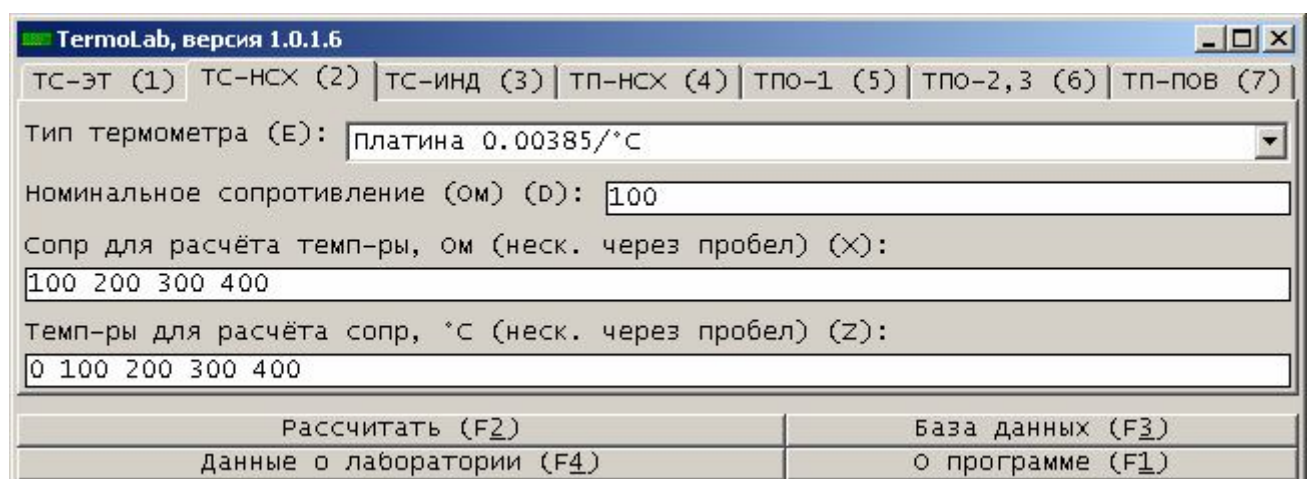 TermoLab, версия 1.0.1.6
ТС-ЭТ (1) ТС-НСХ (2) ТС-ИНД (3) ТП-НСХ (4) ТПО-1 (5) ТПО-2,3 (6) ТП-ПОВ (7)
Тип термометра (E): Платина 0.00385/°C
Номинальное сопротивление (Ом) (D): 100
Сопр для расчёта темп-ры, Ом (неск. через пробел) (X):
100 200 300 400
Темп-ры для расчёта сопр, °C (неск. через пробел) (Z):
0 100 200 300 400
Рассчитать (F2) База данных (F3)
Данные о лаборатории (F4) О программе (F1)